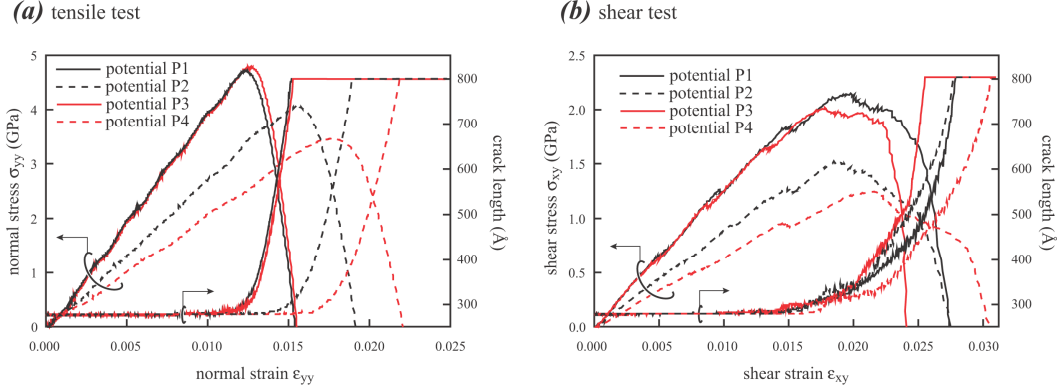 (a) tensile test
5
4
3
2
1
0
normal stress σyy (GPa)
potential P1
potential P2
potential P3
potential P4
800
700
600
500
400
300
crack length (Å)
0.000 0.005 0.010 0.015 0.020 0.025
normal strain εyy
(b) shear test
2.5
2.0
1.5
1.0
0.5
0.0
shear stress σxy (GPa)
potential P1
potential P2
potential P3
potential P4
800
700
600
500
400
300
crack length (Å)
0.000 0.005 0.010 0.015 0.020 0.025 0.030
shear strain εxy